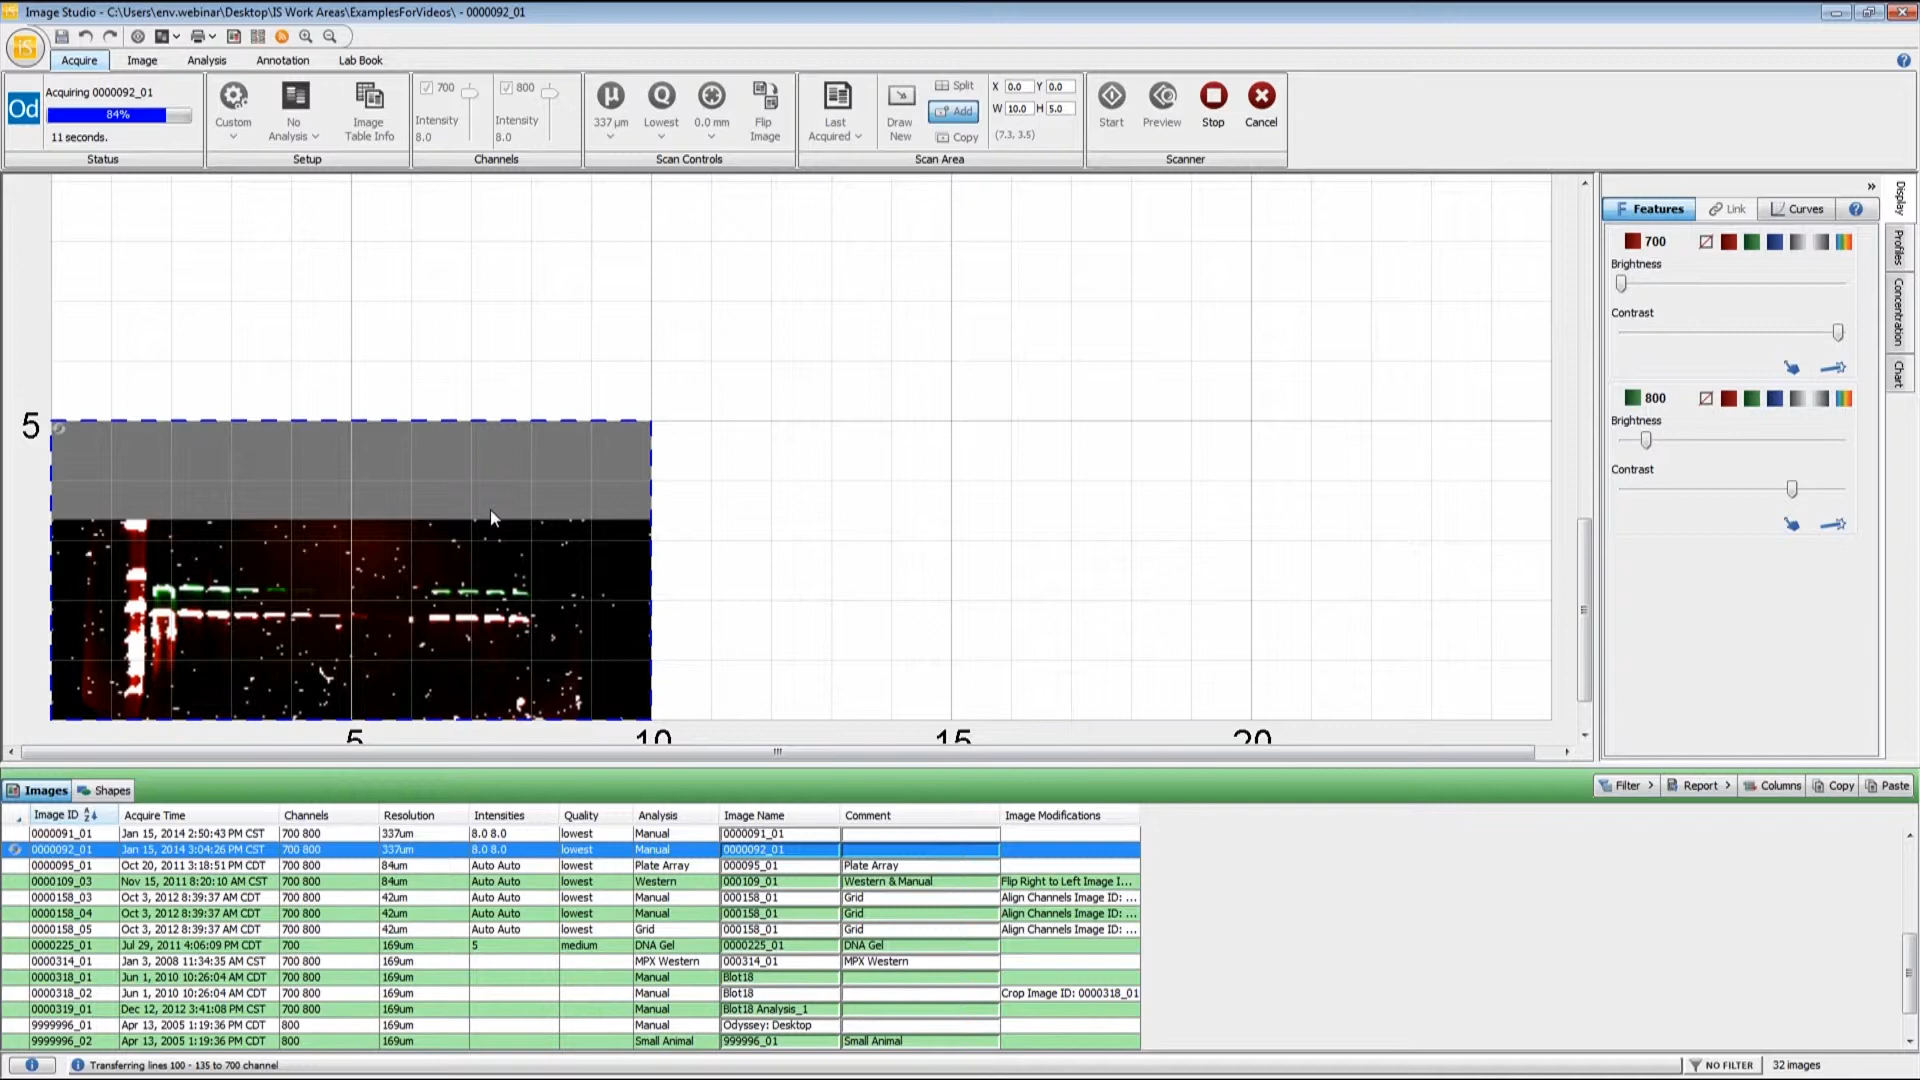 Image Studio - C:\Users\env.webinar\Desktop\IS Work Areas\ExamplesForVideos\ - 0000092_01
iS
Acquire Image Analysis Annotation Lab Book
Od
Acquiring 0000092_01
84%
11 seconds.
Status
Custom
No Analysis
Image Table Info
Setup
700
Intensity
8.0
800
Intensity
8.0
Channels
337 µm
Lowest
0.0 mm
Flip Image
Scan Controls
Last Acquired
Draw New
Split
Add
Copy
X 0.0 Y 0.0
W 10.0 H 5.0
(7.3, 3.5)
Scan Area
Start
Preview
Stop
Cancel
Scanner
5
5 10 15 20
Features Link Curves
700
Brightness
Contrast
800
Brightness
Contrast
Display
Profiles
Concentration
Chart
Images Shapes
Filter Report Columns Copy Paste
Image ID Acquire Time Channels Resolution Intensities Quality Analysis Image Name Comment Image Modifications
0000091_01 Jan 15, 2014 2:50:43 PM CST 700 800 337um 8.0 8.0 lowest Manual 0000091_01
0000092_01 Jan 15, 2014 3:04:26 PM CST 700 800 337um 8.0 8.0 lowest Manual 0000092_01
0000095_01 Oct 20, 2011 3:18:51 PM CDT 700 800 84um Auto Auto lowest Plate Array 000095_01 Plate Array
0000109_03 Nov 15, 2011 8:20:10 AM CST 700 800 84um Auto Auto lowest Western 000109_01 Western & Manual Flip Right to Left Image I...
0000158_03 Oct 3, 2012 8:39:37 AM CDT 700 800 42um Auto Auto lowest Manual 000158_01 Grid Align Channels Image ID: ...
0000158_04 Oct 3, 2012 8:39:37 AM CDT 700 800 42um Auto Auto lowest Manual 000158_01 Grid Align Channels Image ID: ...
0000158_05 Oct 3, 2012 8:39:37 AM CDT 700 800 42um Auto Auto lowest Grid 000158_01 Grid Align Channels Image ID: ...
0000225_01 Jul 29, 2011 4:06:09 PM CDT 700 169um 5 medium DNA Gel 0000225_01 DNA Gel
0000314_01 Jan 3, 2008 11:34:35 AM CST 700 800 169um MPX Western 000314_01 MPX Western
0000318_01 Jun 1, 2010 10:26:04 AM CDT 700 800 169um Manual Blot18
0000318_02 Jun 1, 2010 10:26:04 AM CDT 700 800 169um Manual Blot18 Crop Image ID: 0000318_01
0000319_01 Dec 12, 2012 3:41:08 PM CST 700 800 169um Manual Blot18 Analysis_1
9999996_01 Apr 13, 2005 1:19:36 PM CDT 800 169um Manual Odyssey: Desktop
9999996_02 Apr 13, 2005 1:19:36 PM CDT 800 169um Small Animal 999996_01 Small Animal
Transferring lines 100 - 135 to 700 channel
NO FILTER 32 images